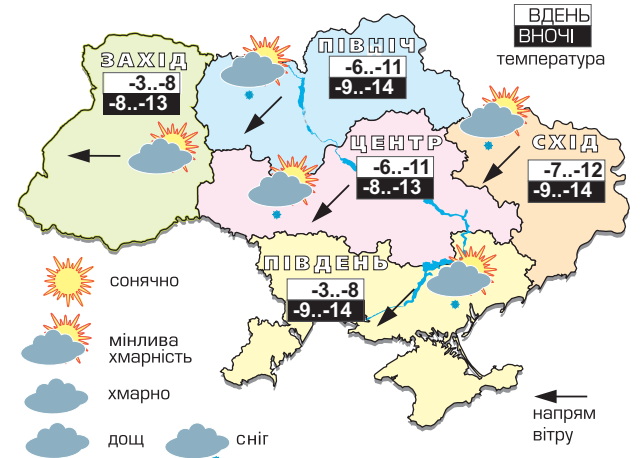 ВДЕНЬ
ВНОЧІ
температура
ПІВНІЧ
-6..-11
-9..-14
ЗАХІД
-3..-8
-8..-13
ЦЕНТР
-6..-11
-8..-13
СХІД
-7..-12
-9..-14
ПІВДЕНЬ
-3..-8
-9..-14
сонячно
мінлива
хмарність
хмарно
дощ
сніг
напрям
вітру